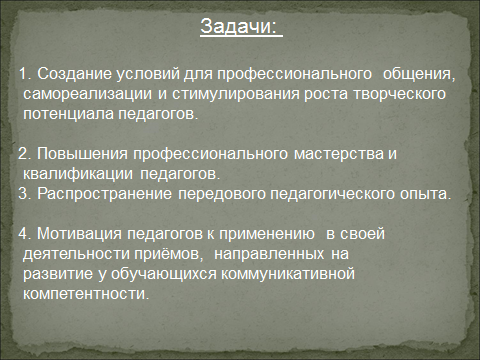 Задачи:
1. Создание условий для профессионального общения,
самореализации и стимулирования роста творческого
потенциала педагогов.
2. Повышения профессионального мастерства и
квалификации педагогов.
3. Распространение передового педагогического опыта.
4. Мотивация педагогов к применению в своей
деятельности приёмов, направленных на
развитие у обучающихся коммуникативной
компетентности.